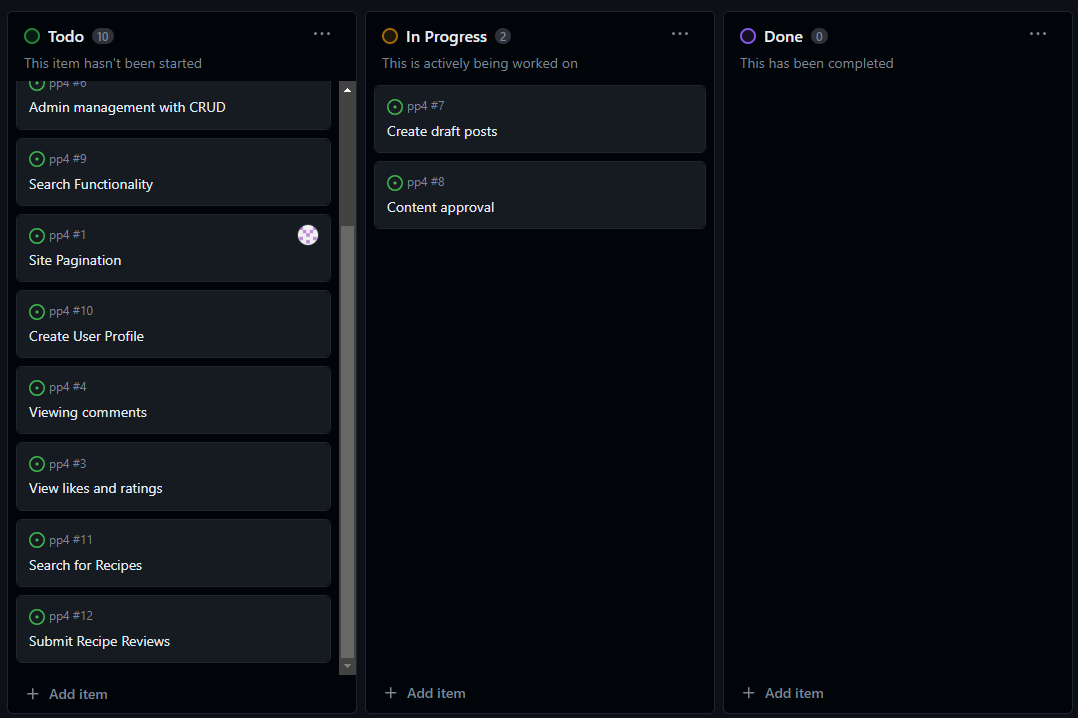 Todo 10
This item hasn't been started
pp4 #6
Admin management with CRUD
pp4 #9
Search Functionality
pp4 #1
Site Pagination
pp4 #10
Create User Profile
pp4 #4
Viewing comments
pp4 #3
View likes and ratings
pp4 #11
Search for Recipes
pp4 #12
Submit Recipe Reviews
+ Add item
In Progress 2
This is actively being worked on
pp4 #7
Create draft posts
pp4 #8
Content approval
+ Add item
Done 0
This has been completed
+ Add item